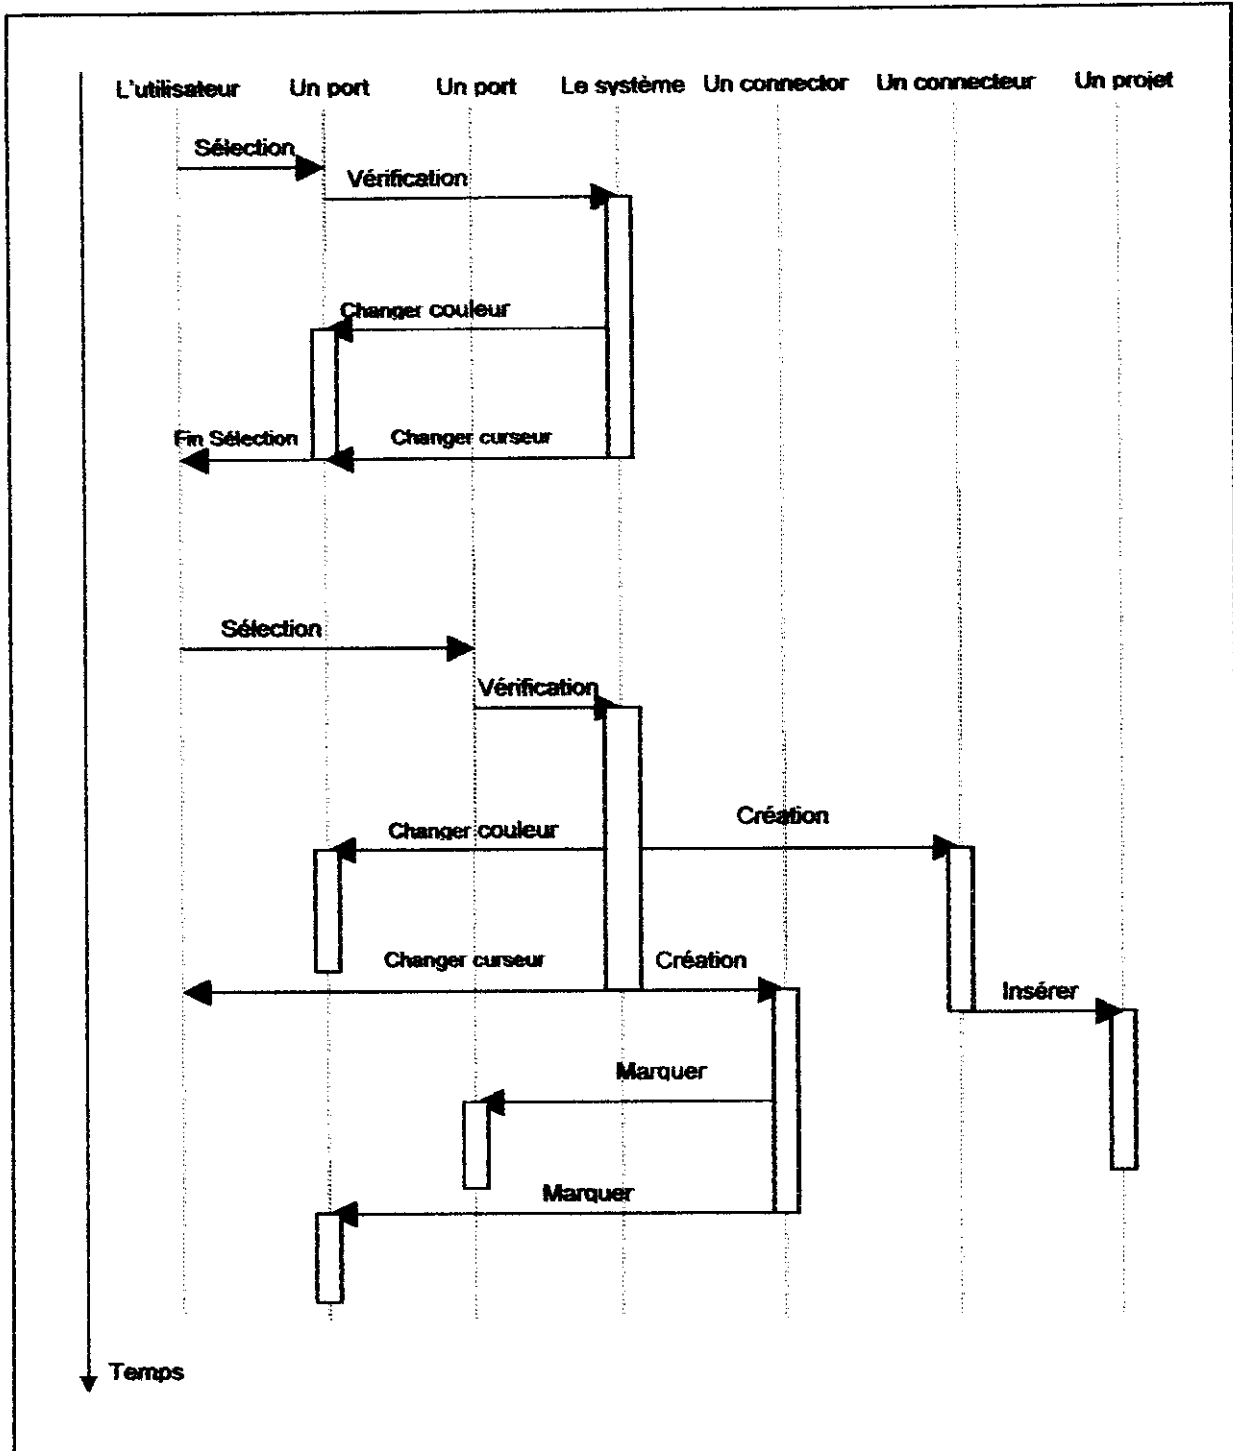 L'utilisateur Un port Un port Le système Un connector Un connecteur Un projet
Sélection
Vérification
Changer couleur
Fin Sélection Changer curseur
Sélection
Vérification
Changer couleur Création
Changer curseur Création
Insérer
Marquer
Marquer
Temps